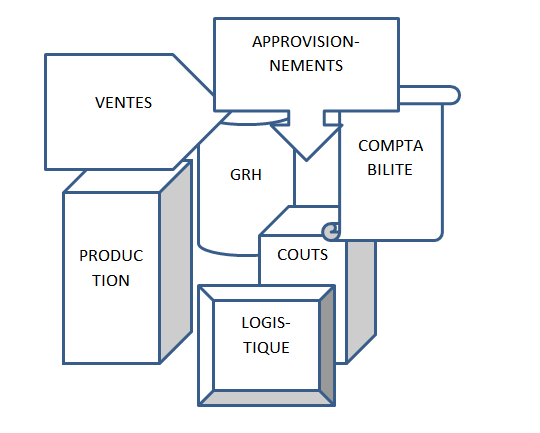 APPROVISION-
NEMENTS
VENTES
COMPTA
BILITE
GRH
PRODUC
TION
COUTS
LOGIS-
TIQUE